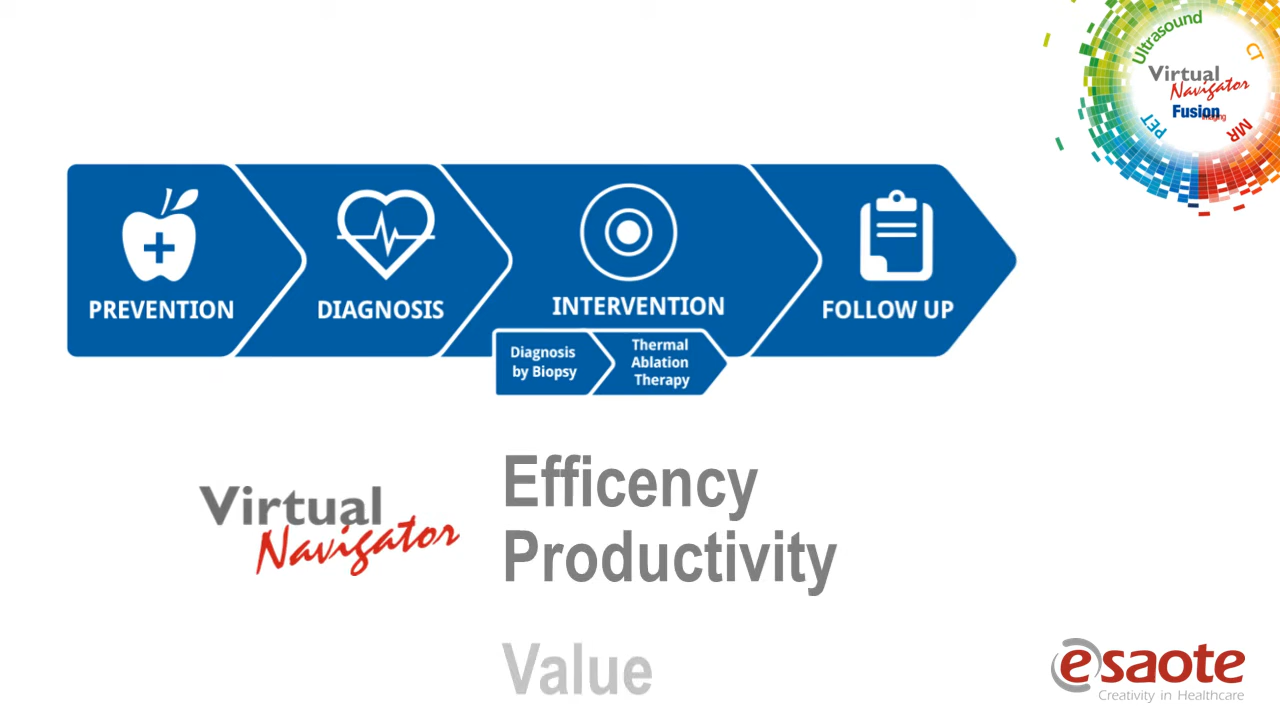 Ultrasound
CT
Virtual
Navigator
Fusion
imaging
PET
MR
PREVENTION
DIAGNOSIS
INTERVENTION
FOLLOW UP
Diagnosis
by Biopsy
Thermal
Ablation
Therapy
Virtual
Navigator
Efficency
Productivity
Value
esaote
Creativity in Healthcare